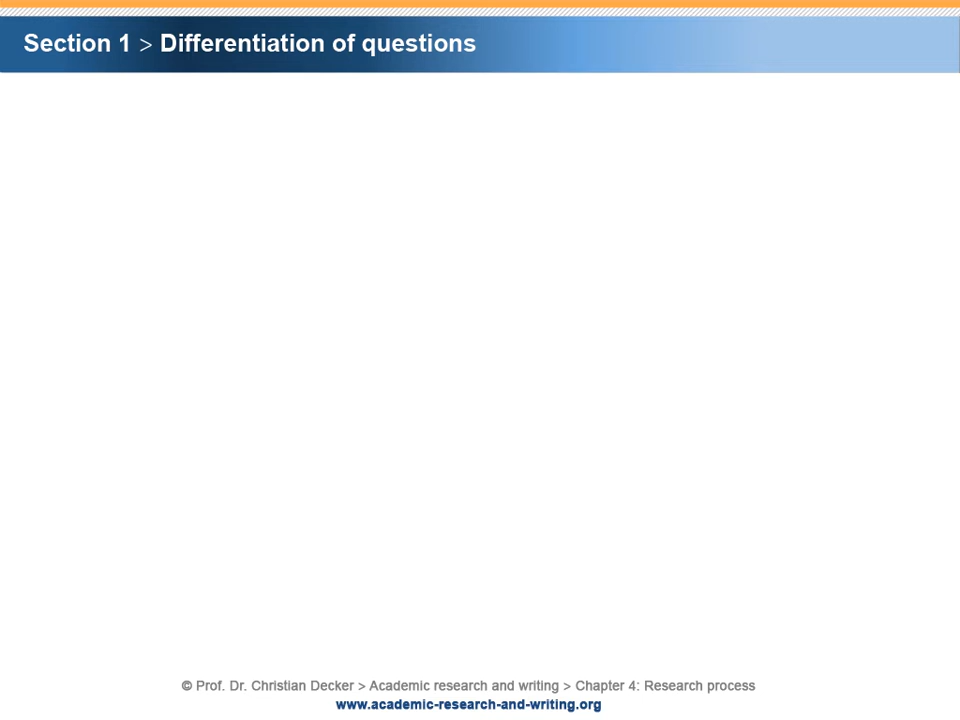 Section 1 > Differentiation of questions
© Prof. Dr. Christian Decker > Academic research and writing > Chapter 4: Research process
www.academic-research-and-writing.org